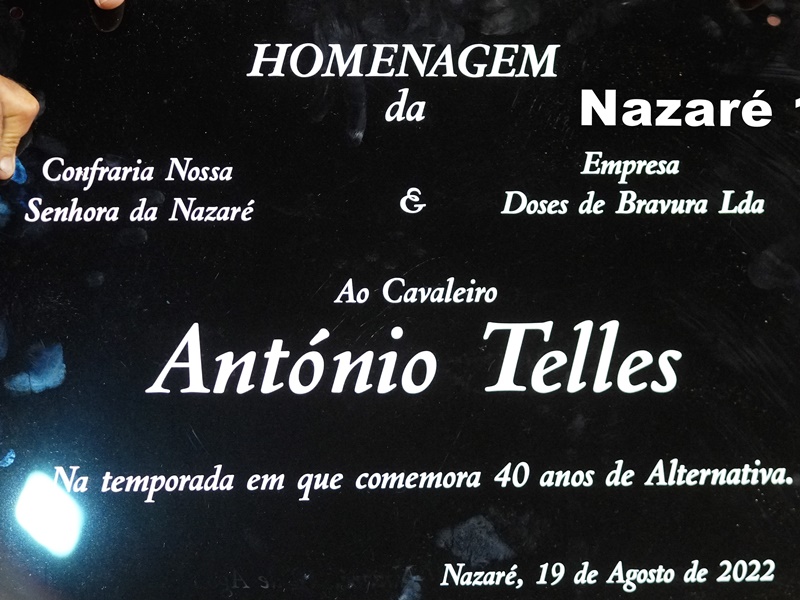 HOMENAGEM
da
Nazaré
Confraria Nossa
Senhora da Nazaré
&
Empresa
Doses de Bravura Lda
Ao Cavaleiro
António Telles
Na temporada em que comemora 40 anos de Alternativa.
Nazaré, 19 de Agosto de 2022